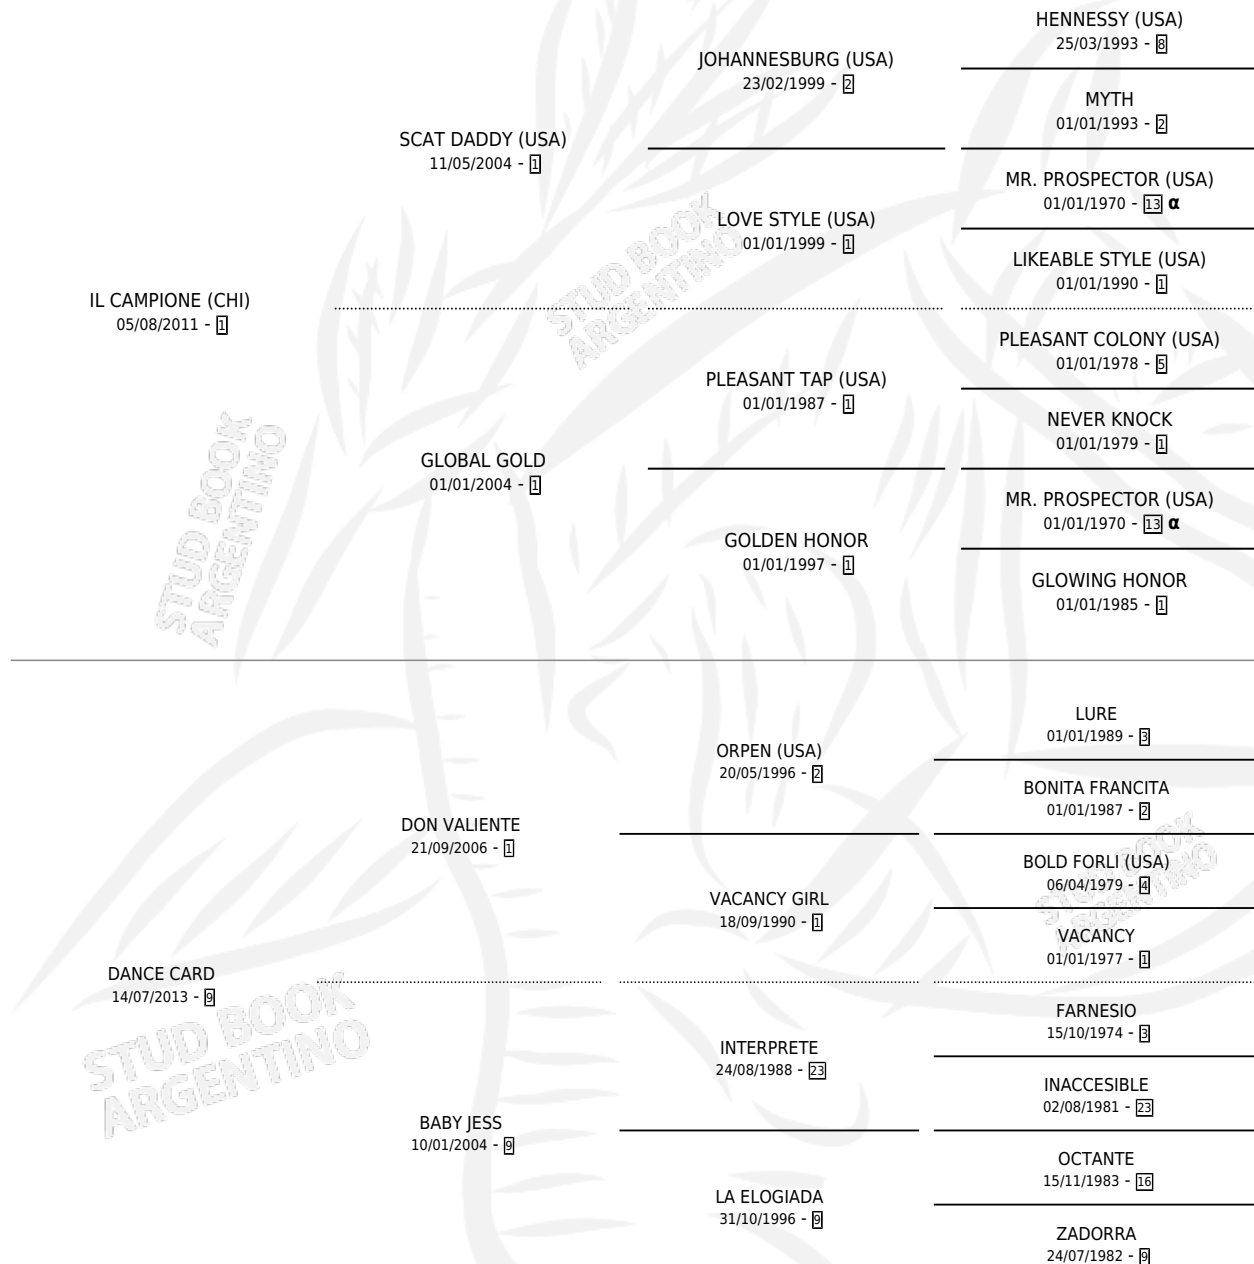 HENNESSY (USA)
25/03/1993 - 8
JOHANNESBURG (USA)
23/02/1999 - 2
MYTH
01/01/1993 - 2
SCAT DADDY (USA)
11/05/2004 - 1
MR. PROSPECTOR (USA)
01/01/1970 - 13 α
LOVE STYLE (USA)
01/01/1999 - 1
LIKEABLE STYLE (USA)
01/01/1990 - 1
IL CAMPIONE (CHI)
05/08/2011 - 1
PLEASANT COLONY (USA)
01/01/1978 - 5
PLEASANT TAP (USA)
01/01/1987 - 1
NEVER KNOCK
01/01/1979 - 1
GLOBAL GOLD
01/01/2004 - 1
MR. PROSPECTOR (USA)
01/01/1970 - 13 α
GOLDEN HONOR
01/01/1997 - 1
GLOWING HONOR
01/01/1985 - 1
STUD BOOK
ARGENTINO
STUD BOOK
ARGENTINO
LURE
01/01/1989 - 3
ORPEN (USA)
20/05/1996 - 2
BONITA FRANCITA
01/01/1987 - 2
DON VALIENTE
21/09/2006 - 1
BOLD FORLI (USA)
06/04/1979 - 4
VACANCY GIRL
18/09/1990 - 1
VACANCY
01/01/1977 - 1
DANCE CARD
14/07/2013 - 9
FARNESIO
15/10/1974 - 3
INTERPRETE
24/08/1988 - 23
INACCESIBLE
02/08/1981 - 23
BABY JESS
10/01/2004 - 9
OCTANTE
15/11/1983 - 16
LA ELOGIADA
31/10/1996 - 9
ZADORRA
24/07/1982 - 9
STUD BOOK
ARGENTINO
STUD BOOK
ARGENTINO